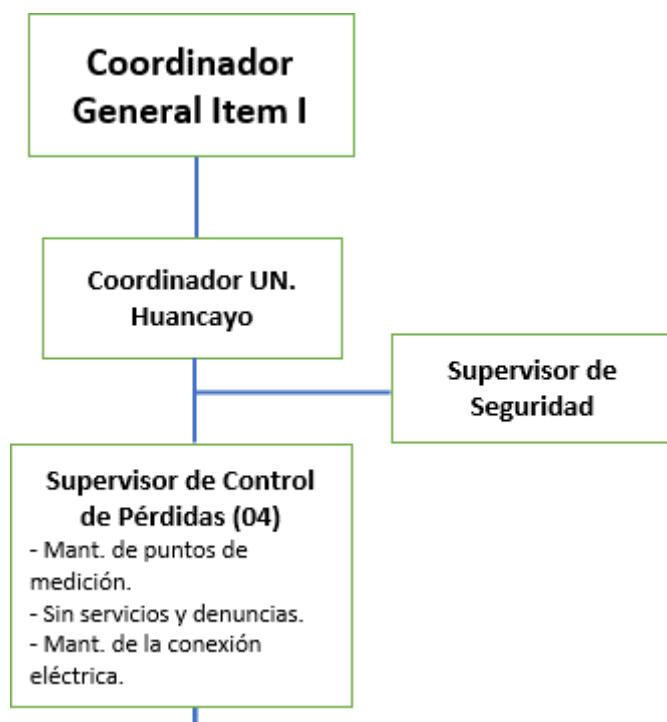 Coordinador
General Item I
Coordinador UN.
Huancayo
Supervisor de
Seguridad
Supervisor de Control
de Pérdidas (04)
- Mant. de puntos de
medición.
- Sin servicios y denuncias.
- Mant. de la conexión
eléctrica.